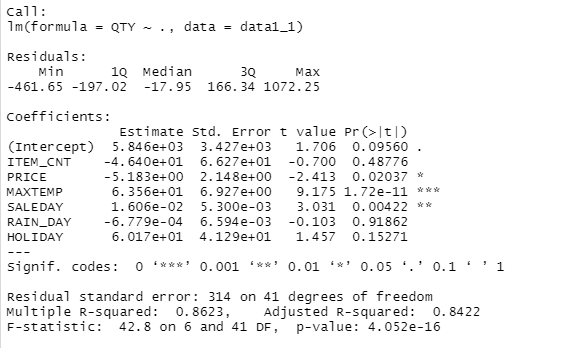 Call:
lm(formula = QTY ~ ., data = data1_1)
Residuals:
Min 1Q Median 3Q Max
-461.65 -197.02 -17.95 166.34 1072.25
Coefficients:
Estimate Std. Error t value Pr(>|t|)
(Intercept) 5.846e+03 3.427e+03 1.706 0.09560 .
ITEM_CNT -4.640e+01 6.627e+01 -0.700 0.48776
PRICE -5.183e+00 2.148e+00 -2.413 0.02037 *
MAXTEMP 6.356e+01 6.927e+00 9.175 1.72e-11 ***
SALEDAY 1.606e-02 5.300e-03 3.031 0.00422 **
RAIN_DAY -6.779e-04 6.594e-03 -0.103 0.91862
HOLIDAY 6.017e+01 4.129e+01 1.457 0.15271
---
Signif. codes: 0 ‘***’ 0.001 ‘**’ 0.01 ‘*’ 0.05 ‘.’ 0.1 ‘ ’ 1
Residual standard error: 314 on 41 degrees of freedom
Multiple R-squared: 0.8623, Adjusted R-squared: 0.8422
F-statistic: 42.8 on 6 and 41 DF, p-value: 4.052e-16